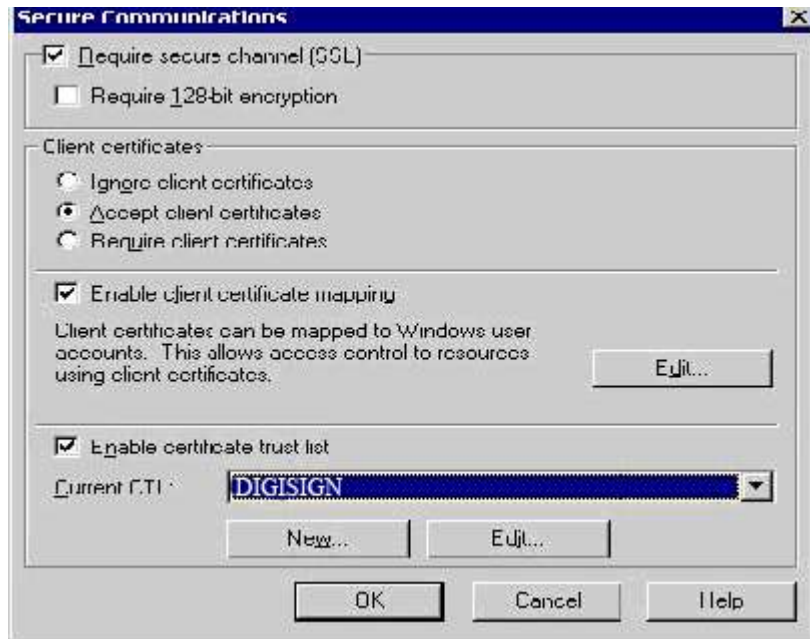 Secure Communications
Require secure channel (SSL)
Require 128-bit encryption
Client certificates
Ignore client certificates
Accept client certificates
Require client certificates
Enable client certificate mapping
Client certificates can be mapped to Windows user
accounts. This allows access control to resources
using client certificates.
Edit...
Enable certificate trust list
Current CTL: DIGISIGN
New... Edit...
OK Cancel Help